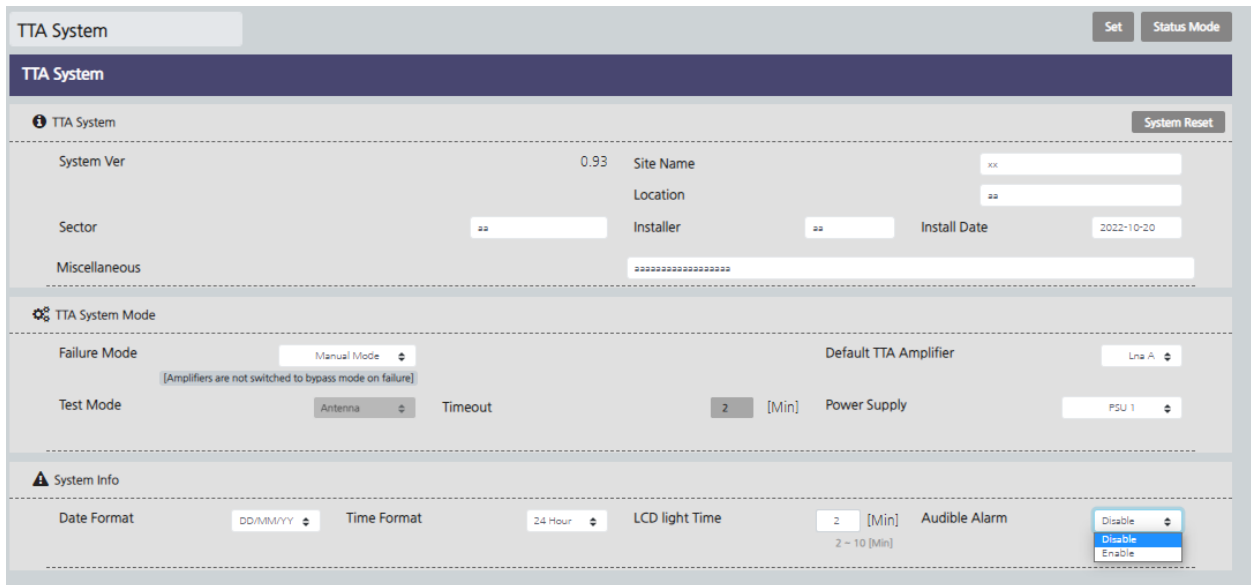 TTA System Set Status Mode
TTA System
TTA System System Reset
System Ver 0.93 Site Name xx
Location aa
Sector aa Installer aa Install Date 2022-10-20
Miscellaneous aaaaaaaaaaaaaaaaaa
TTA System Mode
Failure Mode Manual Mode Default TTA Amplifier Lna A
[Amplifiers are not switched to bypass mode on failure]
Test Mode Antenna Timeout 2 [Min] Power Supply PSU 1
System Info
Date Format DD/MM/YY Time Format 24 Hour LCD light Time 2 [Min] Audible Alarm Disable
2 ~ 10 [Min] Disable
Enable